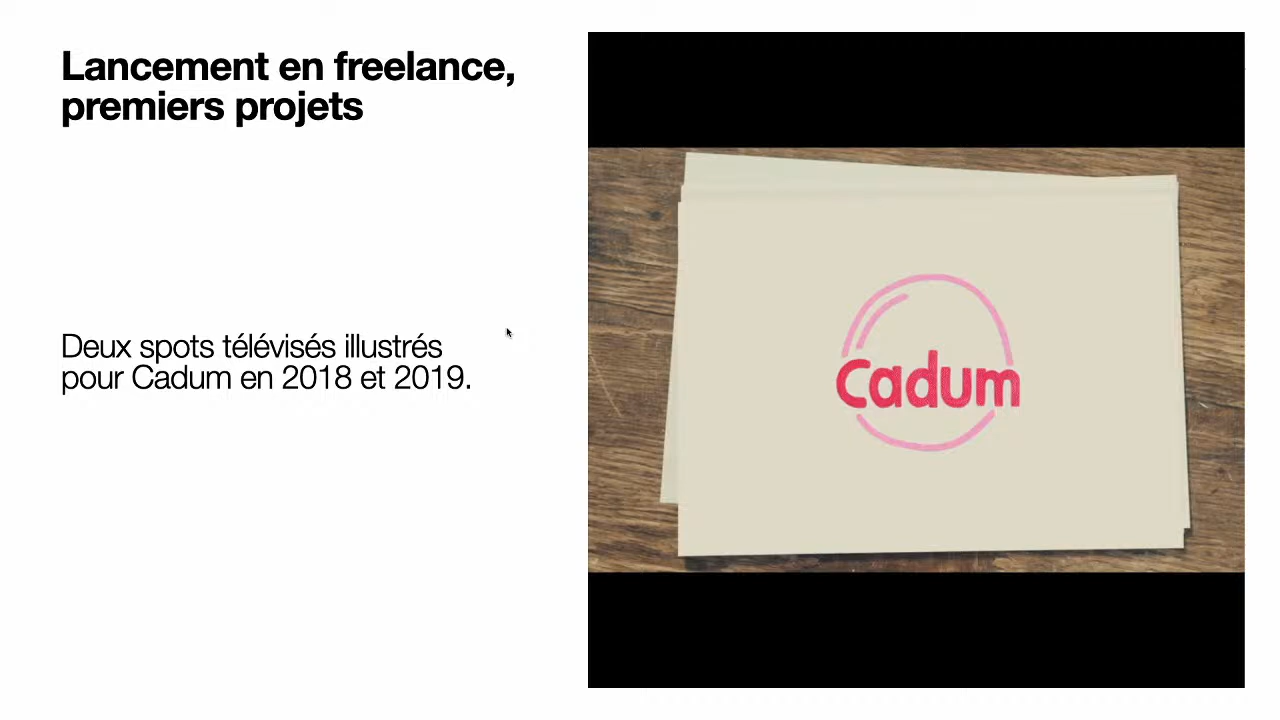 Lancement en freelance,
premiers projets
Deux spots télévisés illustrés
pour Cadum en 2018 et 2019.
Cadum